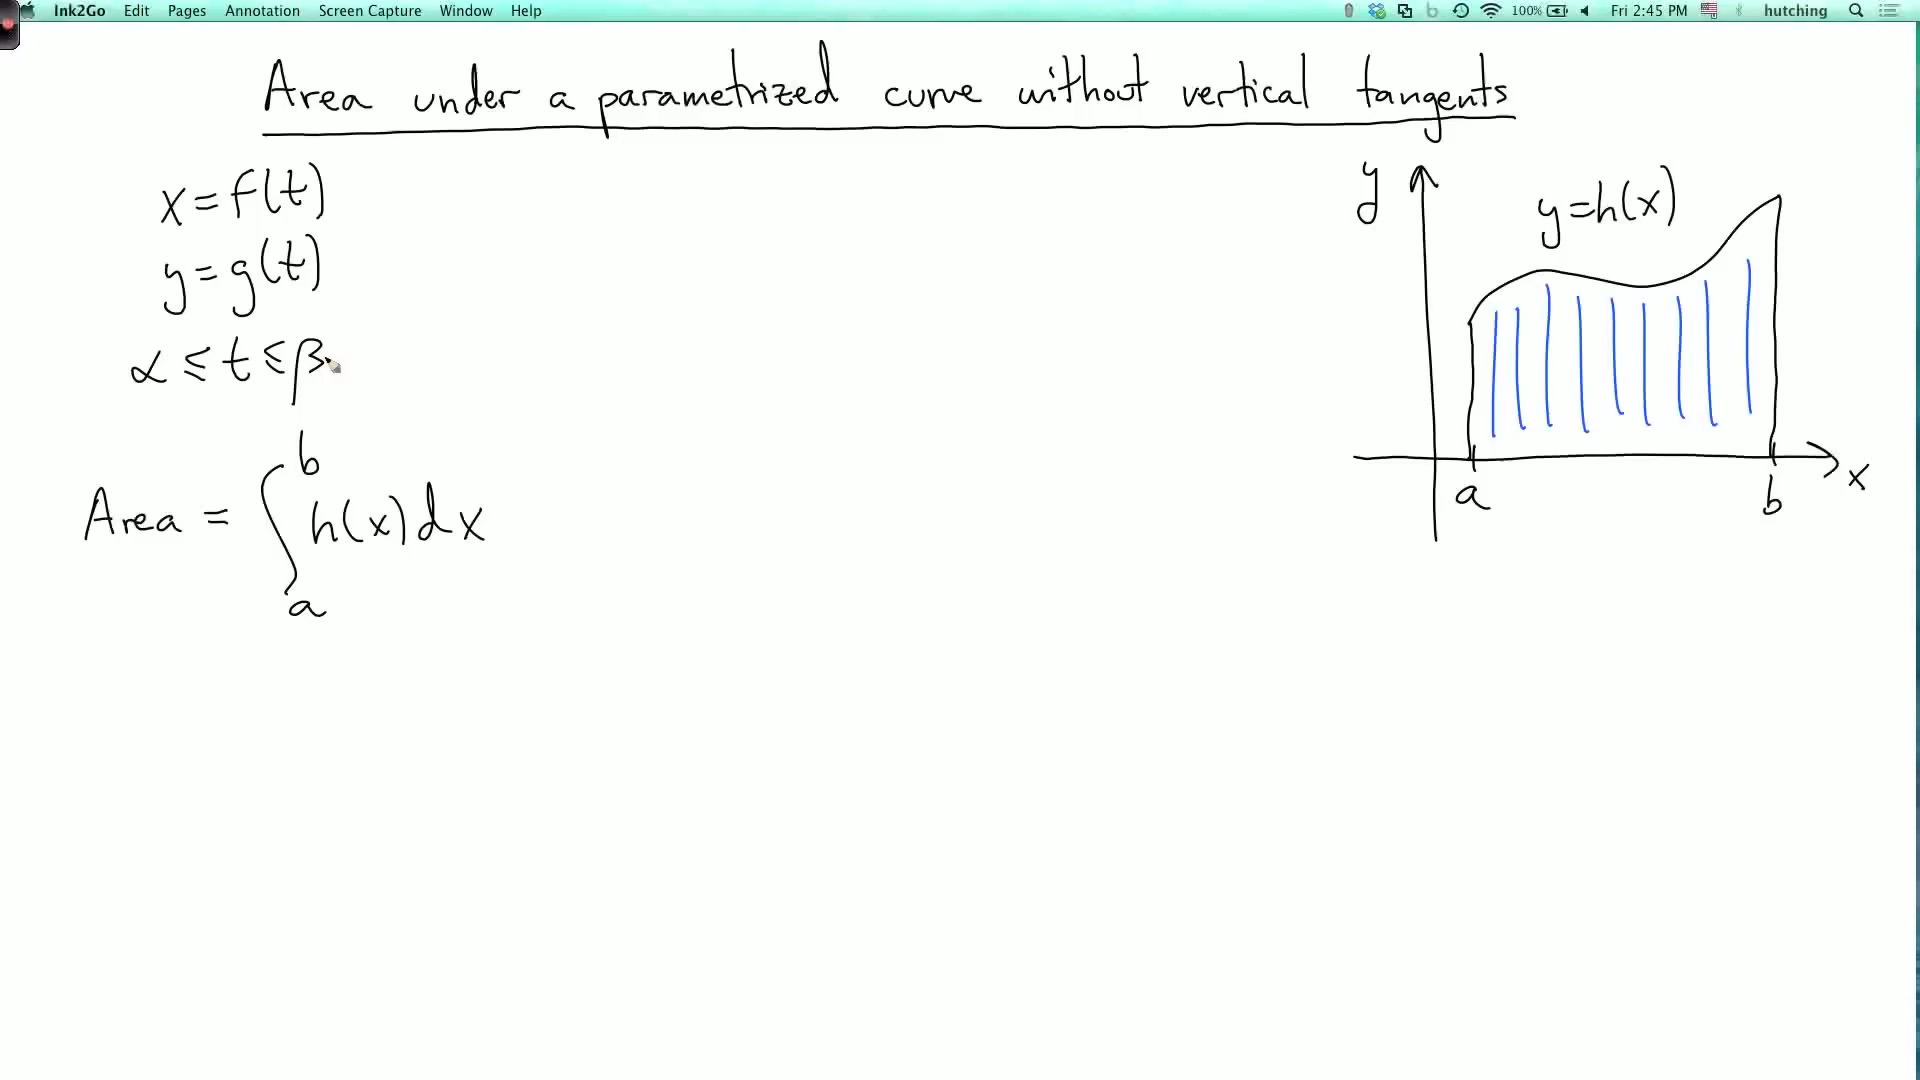 Ink2Go Edit Pages Annotation Screen Capture Window Help 100% Fri 2:45 PM hutching
Area under a parametrized curve without vertical tangents
x = f(t)
y = g(t)
α ≤ t ≤ β
Area = ∫_a^b h(x) dx
y
y = h(x)
a
b
x